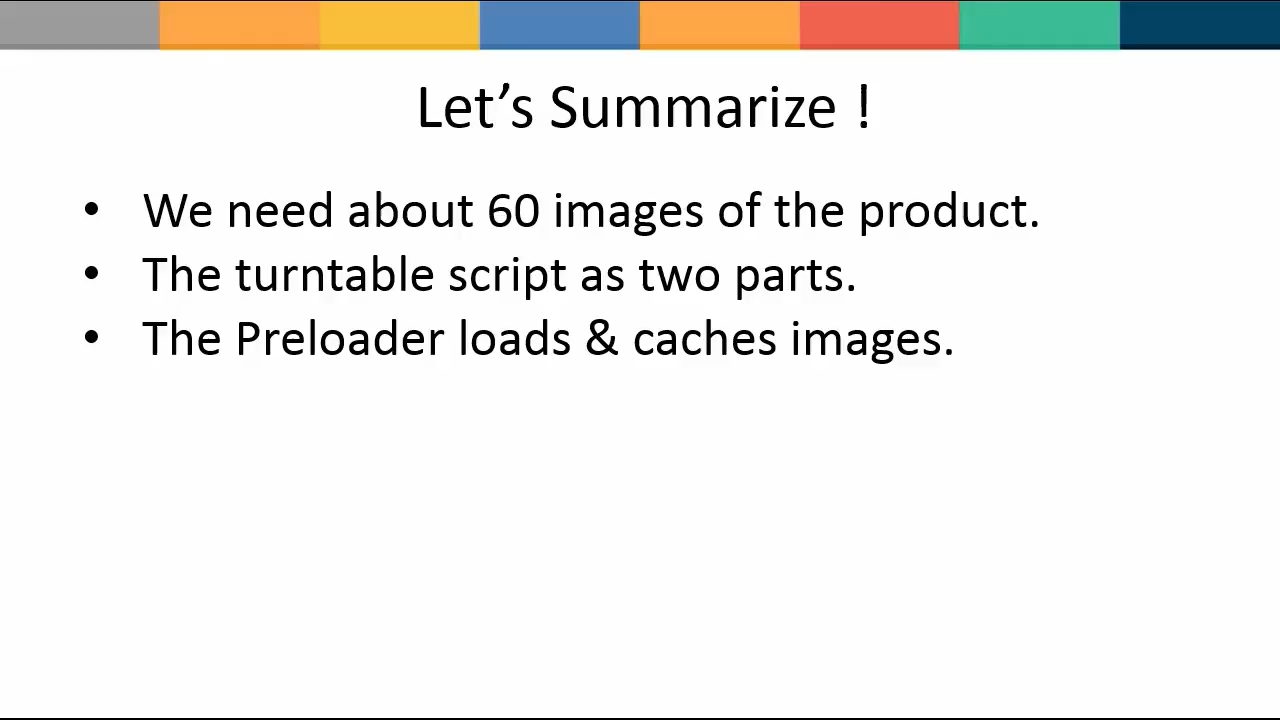 Let’s Summarize !
• We need about 60 images of the product.
• The turntable script as two parts.
• The Preloader loads & caches images.